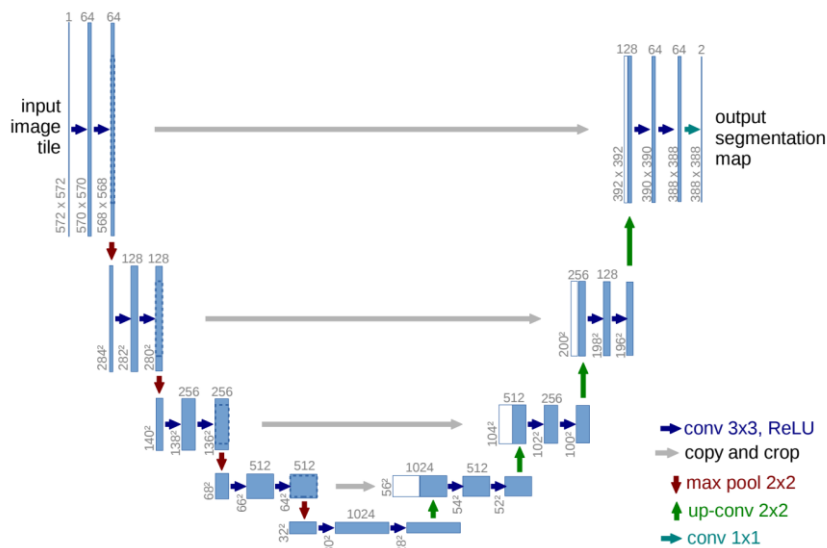 1 64 64
128 64 64 2
input
image
tile
output
segmentation
map
572 x 572
570 x 570
568 x 568
392 x 392
390 x 390
388 x 388
388 x 388
128 128
256 128
284²
282²
280²
200²
198²
196²
256 256
512 256
140²
138²
136²
104²
102²
100²
512 512
1024 512
68²
66²
64²
56²
54²
52²
1024
32²
conv 3x3, ReLU
copy and crop
max pool 2x2
up-conv 2x2
conv 1x1